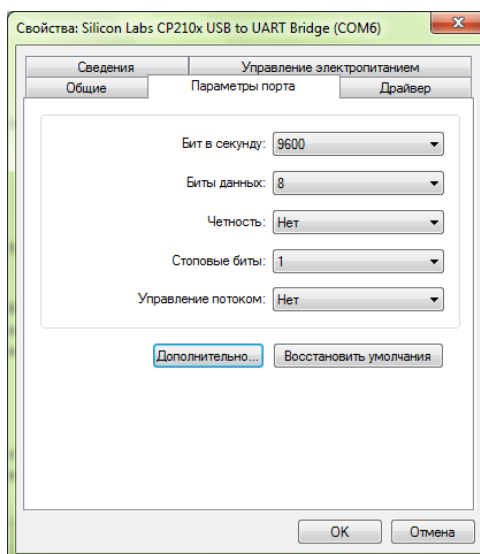 Свойства: Silicon Labs CP210x USB to UART Bridge (COM6)
Сведения Управление электропитанием
Общие Параметры порта Драйвер
Бит в секунду: 9600
Биты данных: 8
Четность: Нет
Стоповые биты: 1
Управление потоком: Нет
Дополнительно... Восстановить умолчания
OK Отмена